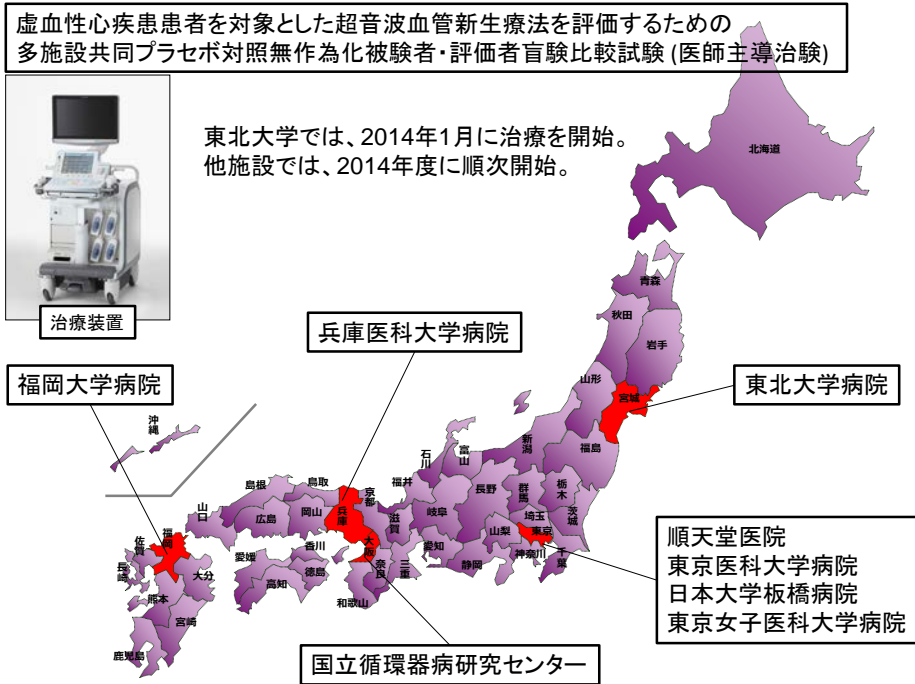 虚血性心疾患患者を対象とした超音波血管新生療法を評価するための
多施設共同プラセボ対照無作為化被験者・評価者盲験比較試験 (医師主導治験)
東北大学では、2014年1月に治療を開始。
他施設では、2014年度に順次開始。
治療装置
兵庫医科大学病院
福岡大学病院
東北大学病院
順天堂医院
東京医科大学病院
日本大学板橋病院
東京女子医科大学病院
国立循環器病研究センター
北海道
青森
秋田
岩手
山形
宮城
福島
新潟
富山
石川
福井
栃木
群馬
茨城
埼玉
東京
千葉
神奈川
山梨
長野
岐阜
静岡
愛知
三重
滋賀
京都
奈良
大阪
和歌山
兵庫
鳥取
島根
岡山
広島
山口
香川
徳島
愛媛
高知
福岡
佐賀
長崎
大分
熊本
宮崎
鹿児島
沖縄